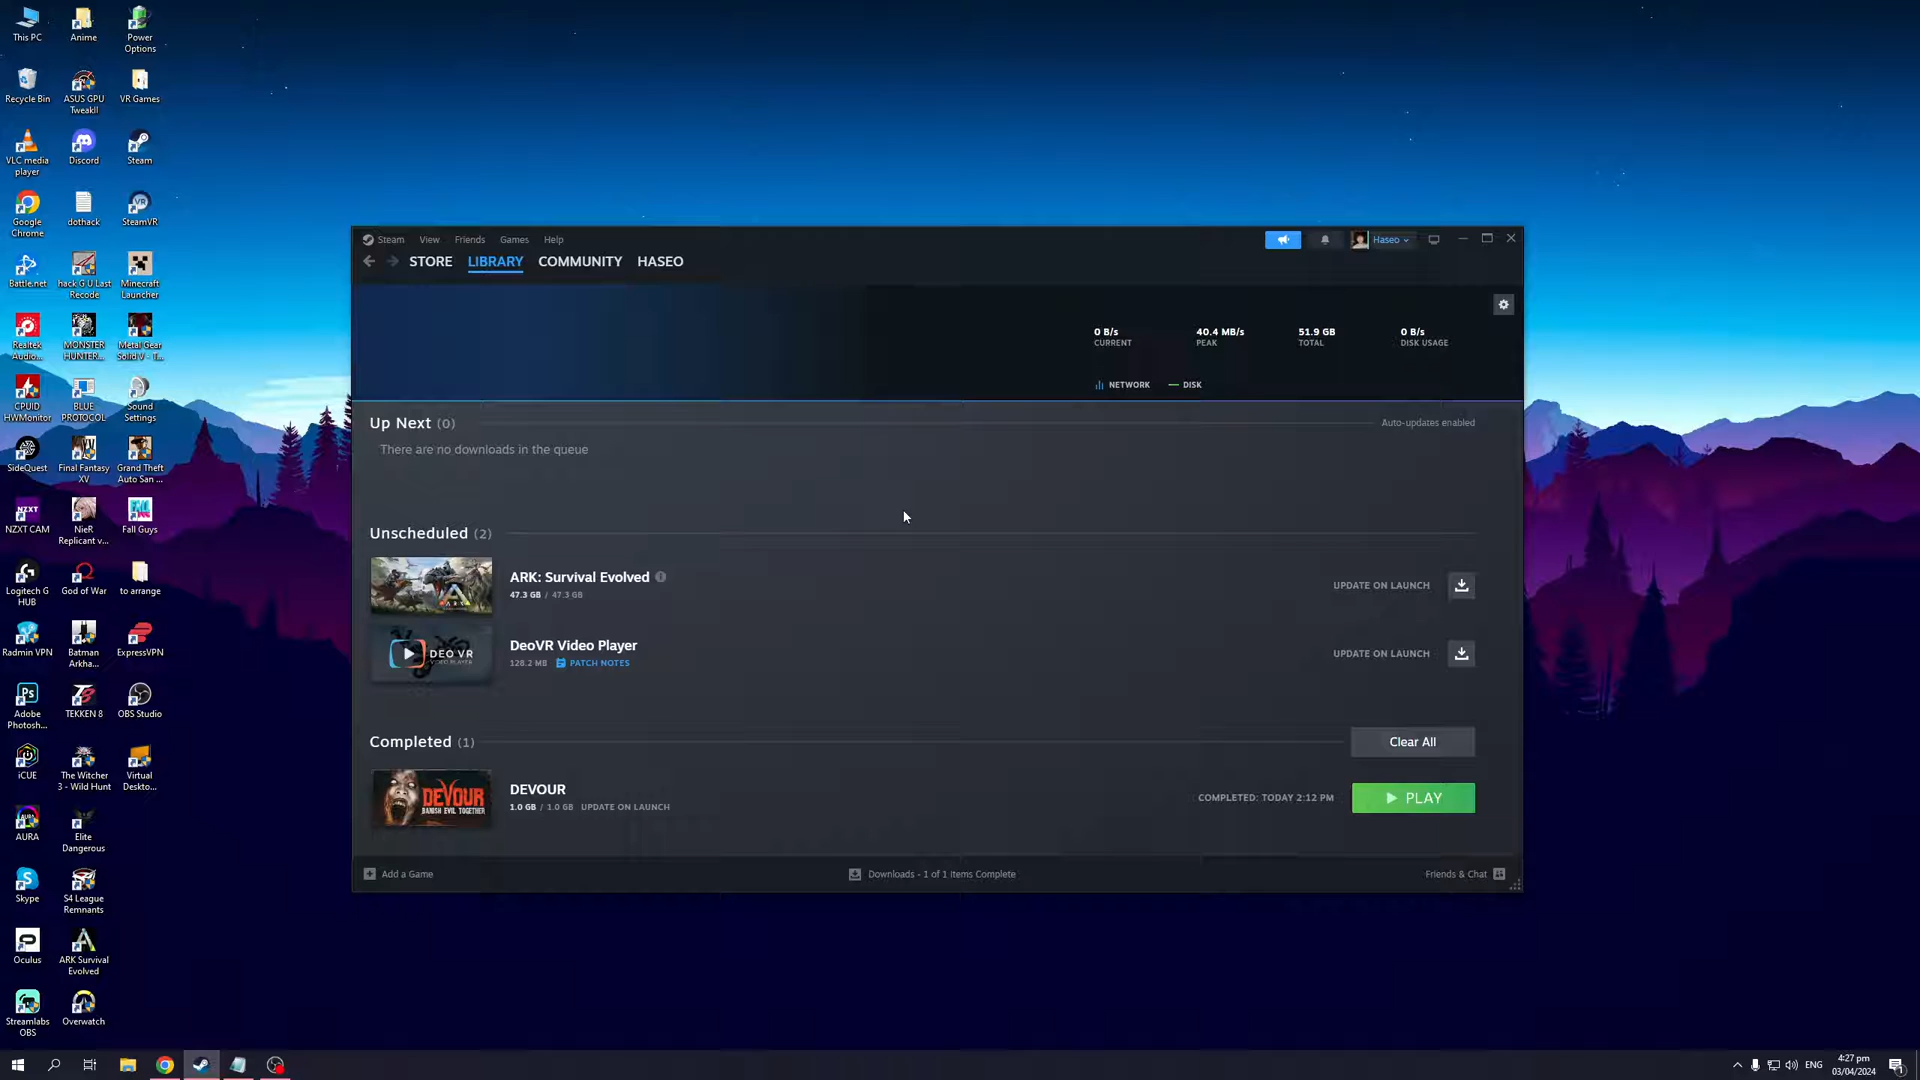 This PC
Anime
Power
Options
Recycle Bin
ASUS GPU
TweakII
VR Games
VLC media
player
Discord
Steam
Google
Chrome
dothack
SteamVR
Battle.net
hack G U Last
Recode
Minecraft
Launcher
Realtek
Audio...
MONSTER
HUNTER...
Metal Gear
Solid V - T...
CPUID
HWMonitor
BLUE
PROTOCOL
Sound
Settings
SideQuest
Final Fantasy
XV
Grand Theft
Auto San ...
NZXT CAM
NieR
Replicant v...
Fall Guys
Logitech G
HUB
God of War
to arrange
Radmin VPN
Batman
Arkha...
ExpressVPN
Adobe
Photosh...
TEKKEN 8
OBS Studio
iCUE
The Witcher
3 - Wild Hunt
Virtual
Deskto...
AURA
Elite
Dangerous
Skype
S4 League
Remnants
Oculus
ARK Survival
Evolved
Streamlabs
OBS
Overwatch
Steam View Friends Games Help
Haseo
STORE LIBRARY COMMUNITY HASEO
0 B/s 40.4 MB/s 51.9 GB 0 B/s
CURRENT PEAK TOTAL DISK USAGE
NETWORK DISK
Up Next (0)
Auto-updates enabled
There are no downloads in the queue
Unscheduled (2)
ARK: Survival Evolved
47.3 GB / 47.3 GB
UPDATE ON LAUNCH
DEO VR
VIDEO PLAYER
DeoVR Video Player
128.2 MB PATCH NOTES
UPDATE ON LAUNCH
Completed (1)
Clear All
DEVOUR
BANISH EVIL TOGETHER
DEVOUR
1.0 GB / 1.0 GB UPDATE ON LAUNCH
COMPLETED: TODAY 2:12 PM
PLAY
Add a Game
Downloads - 1 of 1 Items Complete
Friends & Chat
ENG
4:27 pm
03/04/2024